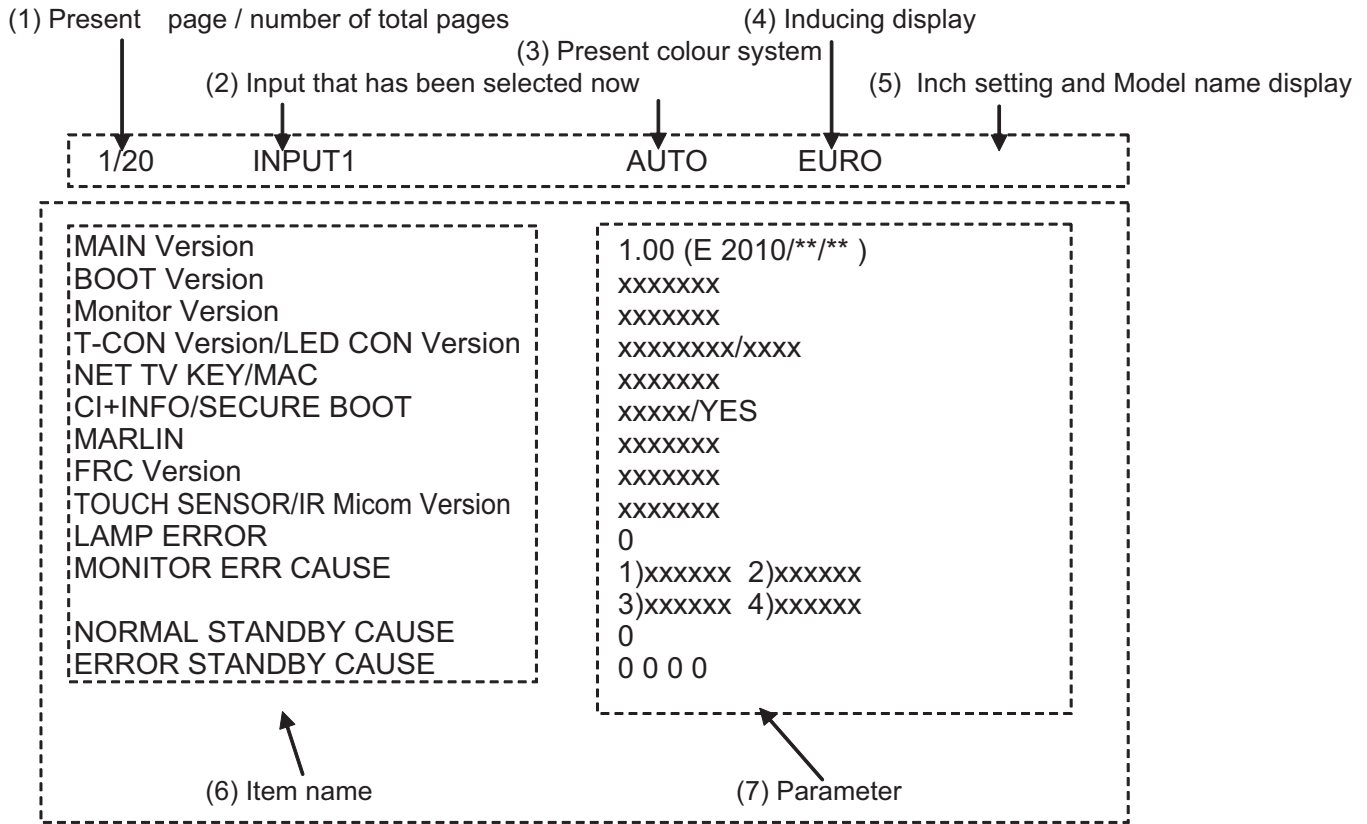 (1) Present page / number of total pages
(4) Inducing display
(3) Present colour system
(2) Input that has been selected now
(5) Inch setting and Model name display
1/20 INPUT1 AUTO EURO
MAIN Version 1.00 (E 2010/**/** )
BOOT Version xxxxxxx
Monitor Version xxxxxxx
T-CON Version/LED CON Version xxxxxxxx/xxxx
NET TV KEY/MAC xxxxxxx
CI+INFO/SECURE BOOT xxxxx/YES
MARLIN xxxxxxx
FRC Version xxxxxxx
TOUCH SENSOR/IR Micom Version xxxxxxx
LAMP ERROR 0
MONITOR ERR CAUSE 1)xxxxxx 2)xxxxxx
3)xxxxxx 4)xxxxxx
NORMAL STANDBY CAUSE 0
ERROR STANDBY CAUSE 0 0 0 0
(6) Item name (7) Parameter